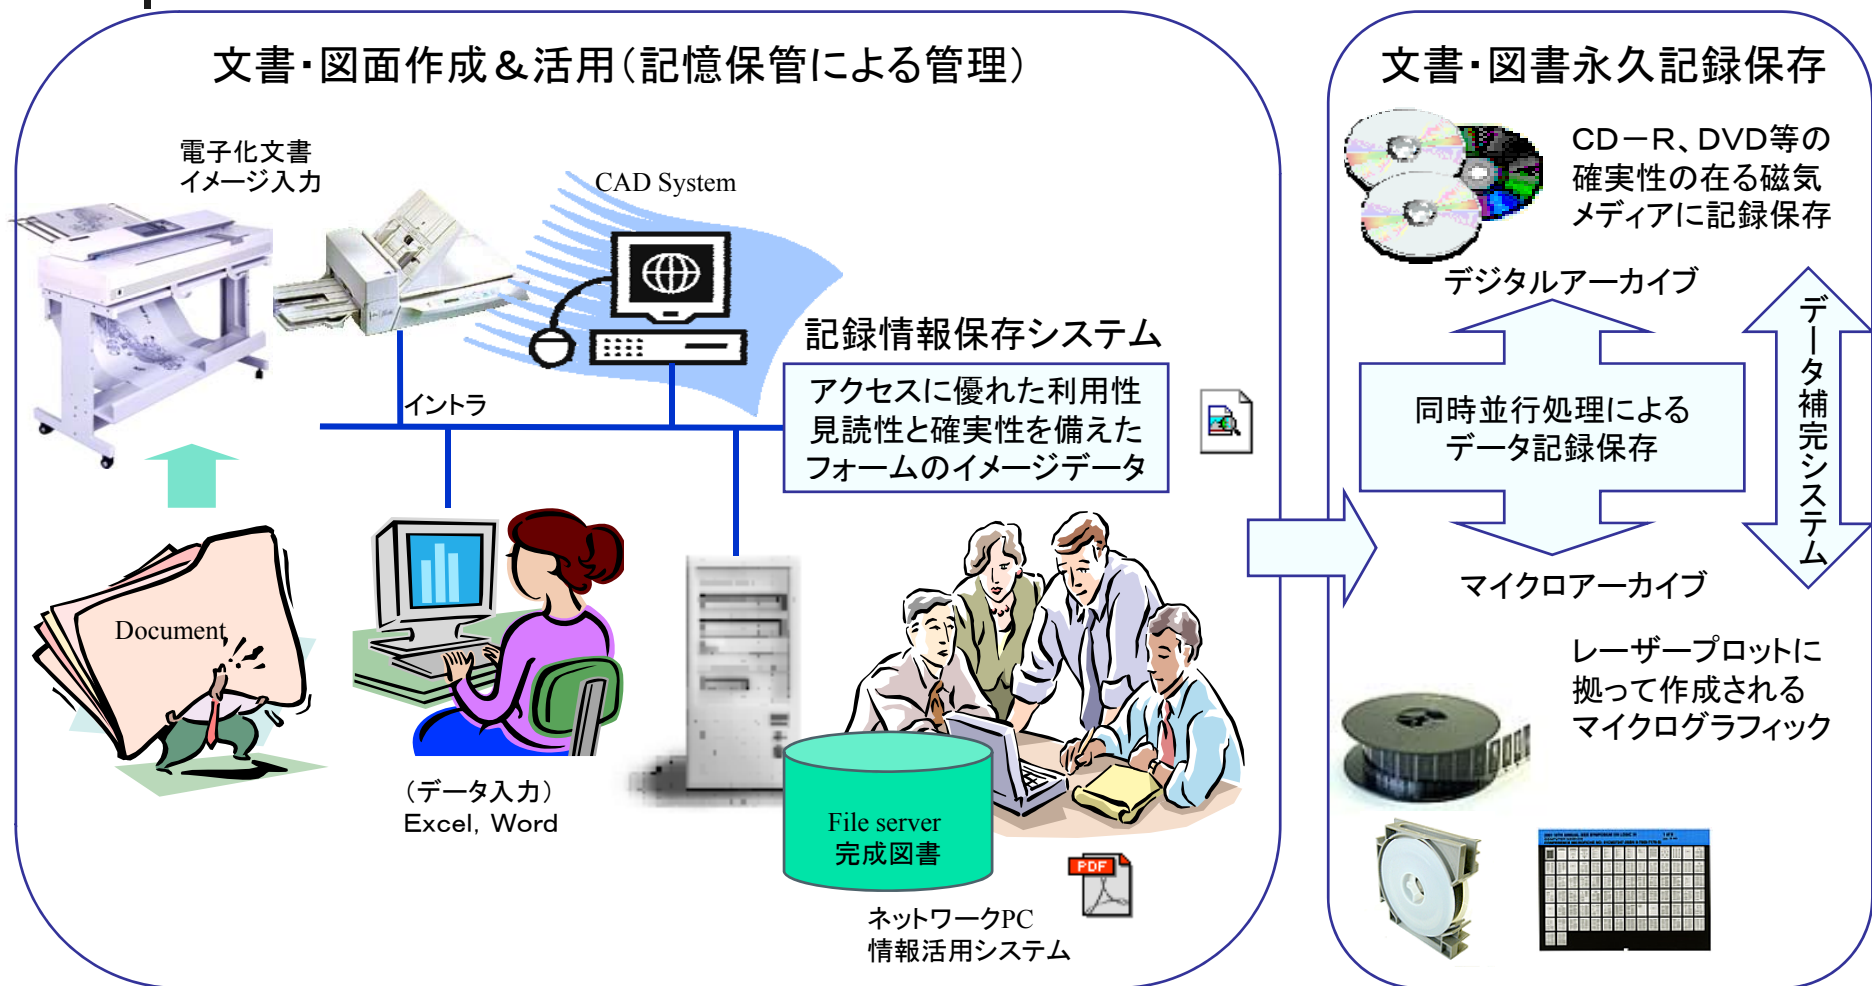 文書・図面作成＆活用（記憶保管による管理）
電子化文書
イメージ入力
CAD System
記録情報保存システム
アクセスに優れた利用性
見読性と確実性を備えた
フォームのイメージデータ
イントラ
Document
（データ入力）
Excel, Word
File server
完成図書
PDF
ネットワークPC
情報活用システム
文書・図書永久記録保存
CD－R、DVD等の
確実性の在る磁気
メディアに記録保存
デジタルアーカイブ
同時並行処理による
データ記録保存
データ補完システム
マイクロアーカイブ
レーザープロットに
拠って作成される
マイクログラフィック